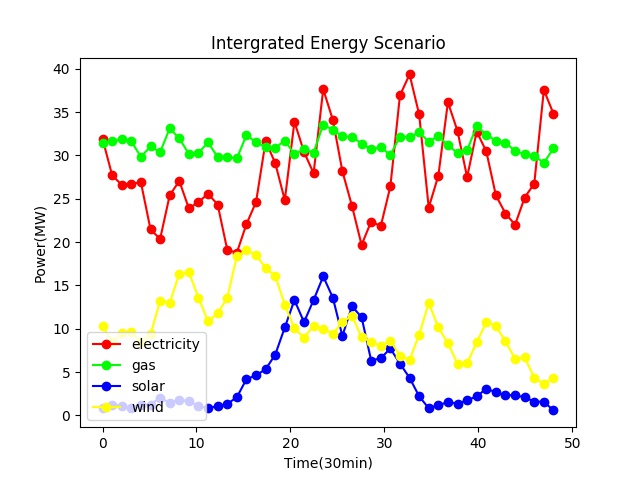 Intergrated Energy Scenario
40
35
30
25
20
15
10
5
0
Power(MW)
electricity
gas
solar
wind
0 10 20 30 40 50
Time(30min)